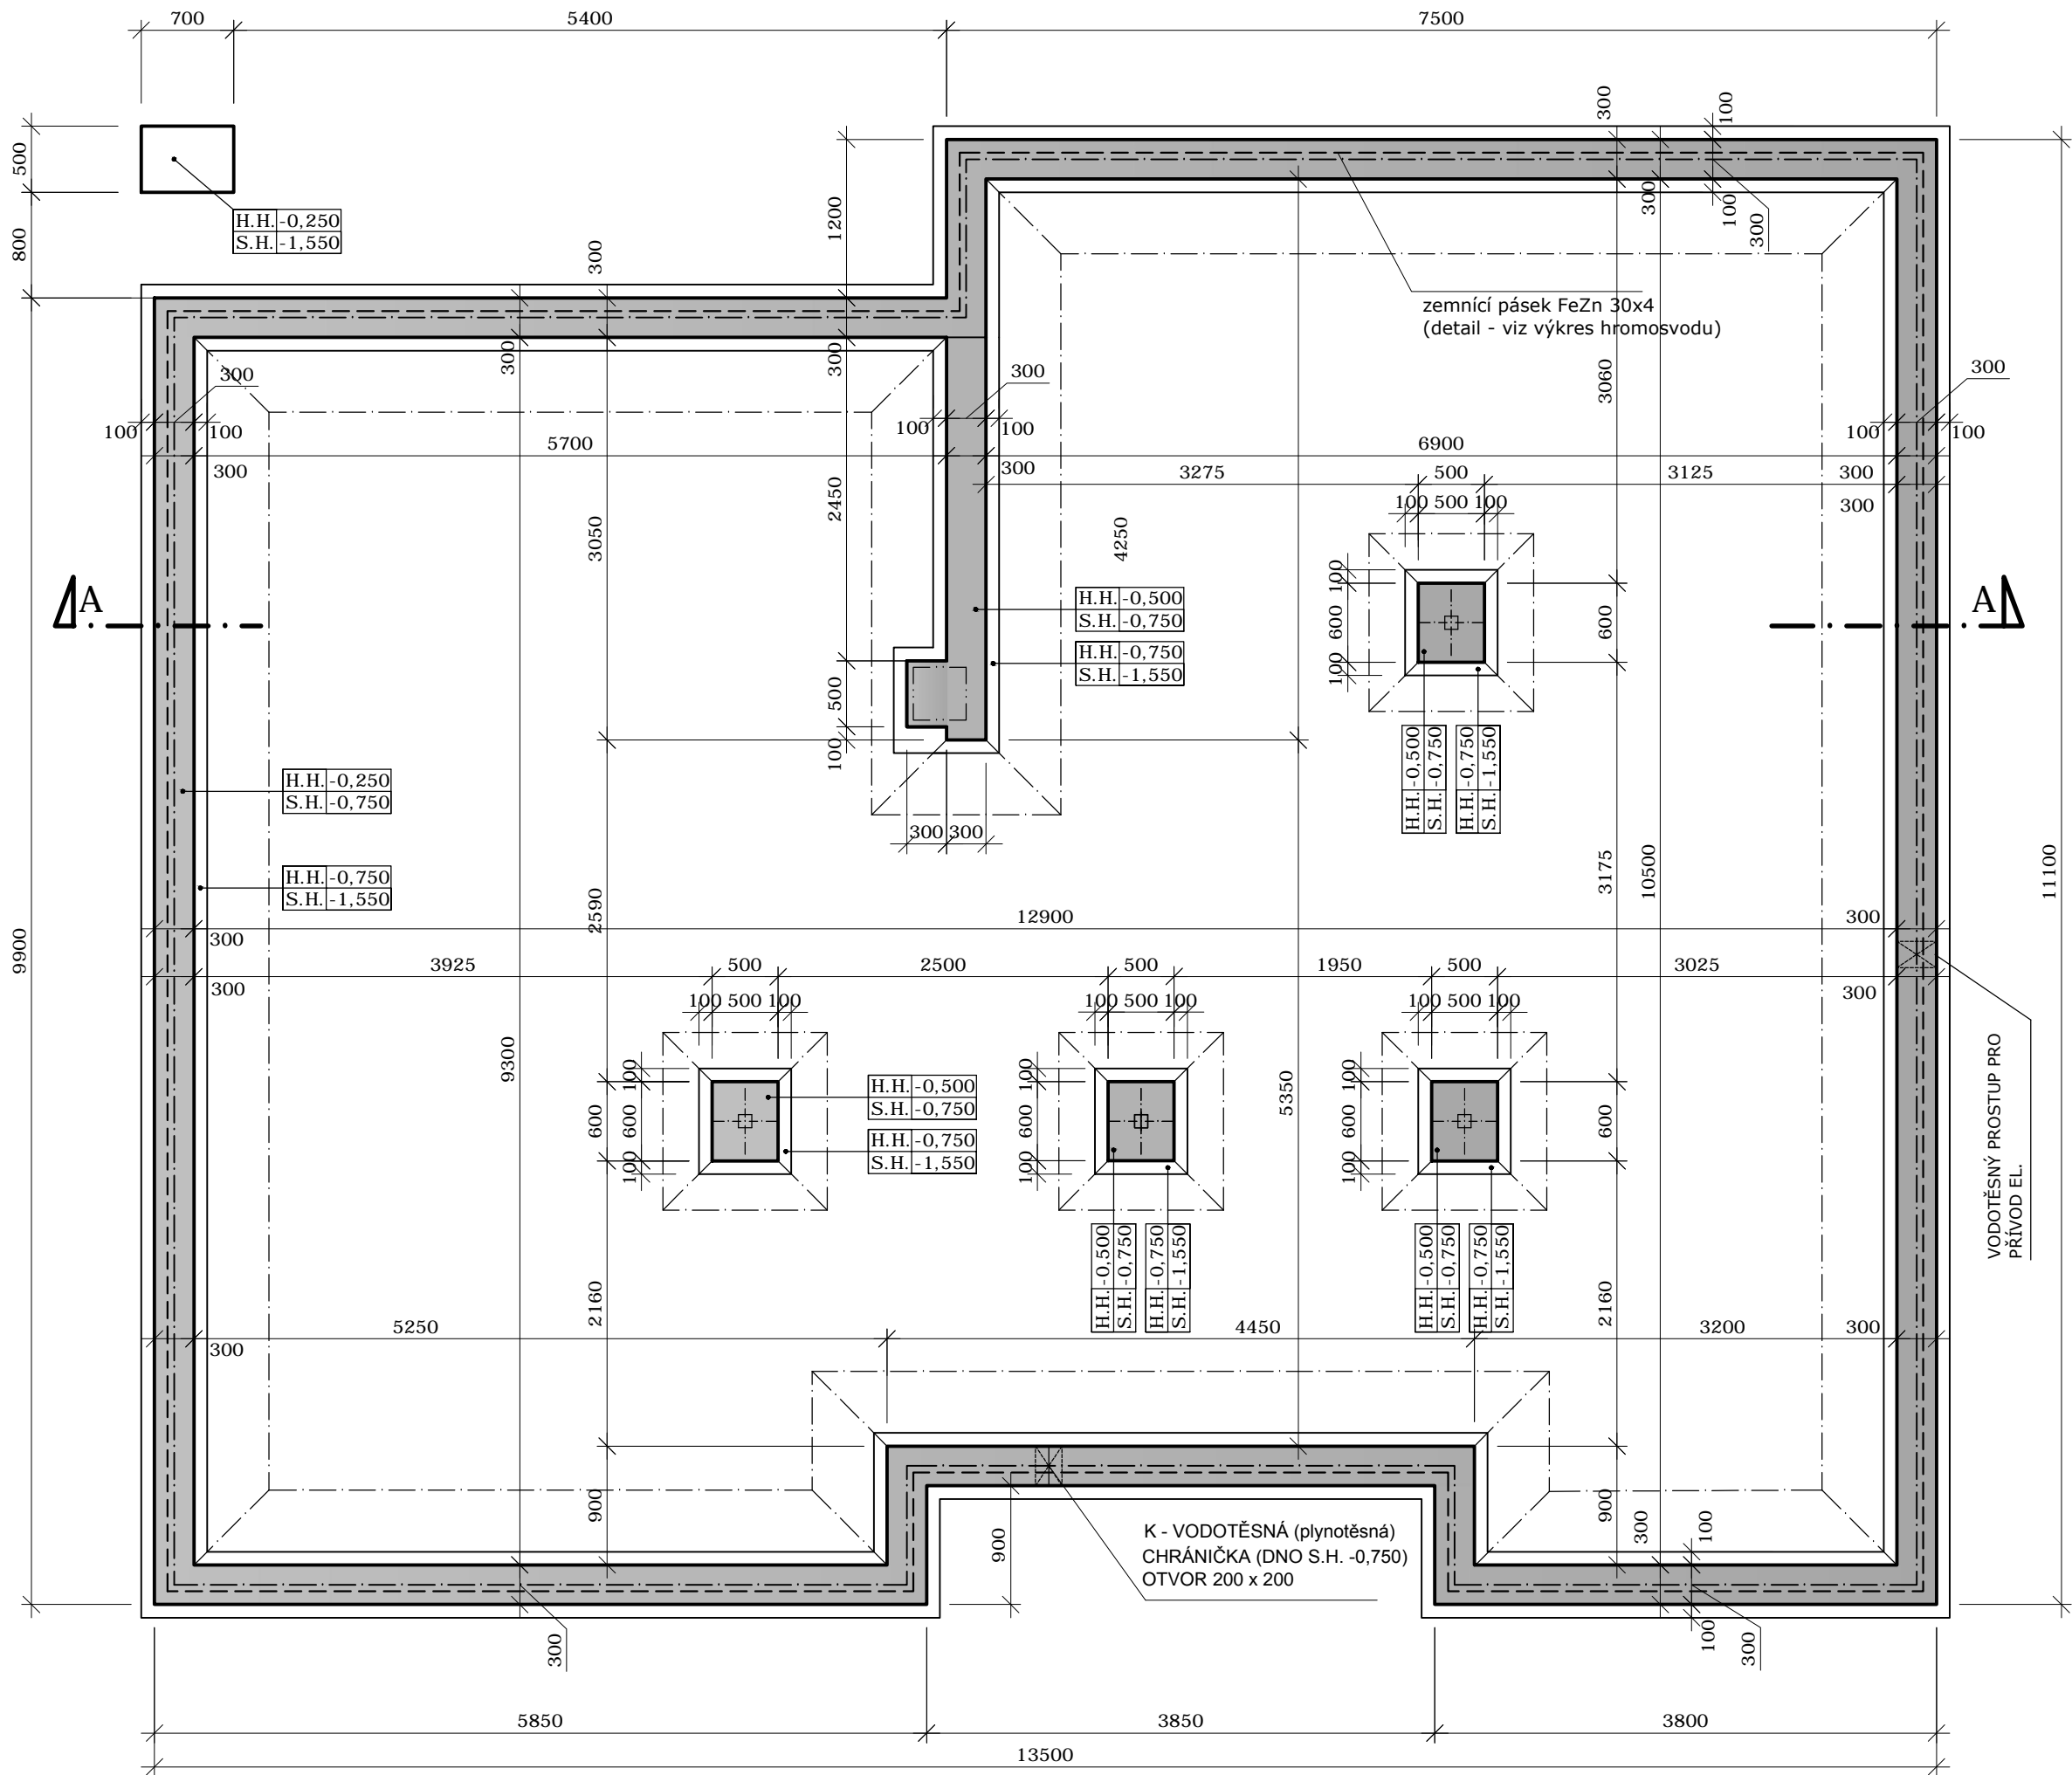 700
5400
7500
300
100
500
800
1200
H.H. -0,250
S.H. -1,550
300
300
100
300
zemnící pásek FeZn 30x4
(detail - viz výkres hromosvodu)
300
300
3060
300
300
300
100
100
100
100
100
100
5700
6900
300
300
3275
500
3125
300
300
100 500 100
2450
3050
4250
100
600
100
600
A
A
H.H. -0,500
S.H. -0,750
H.H. -0,750
S.H. -1,550
500
100
H.H. -0,500
S.H. -0,750
H.H. -0,750
S.H. -1,550
H.H. -0,250
S.H. -0,750
300 300
H.H. -0,750
S.H. -1,550
2590
3175
10500
11100
9900
12900
300
300
3925
500
2500
500
1950
500
3025
300
300
100 500 100
100 500 100
100 500 100
9300
5350
600
100
600
100
100
600
100
100
600
100
600
H.H. -0,500
S.H. -0,750
H.H. -0,750
S.H. -1,550
VODOTĚSNÝ PROSTUP PRO
PŘÍVOD EL.
H.H. -0,500
S.H. -0,750
H.H. -0,750
S.H. -1,550
H.H. -0,500
S.H. -0,750
H.H. -0,750
S.H. -1,550
2160
2160
5250
4450
3200
300
300
900
900
900
300
100
K - VODOTĚSNÁ (plynotěsná)
CHRÁNIČKA (DNO S.H. -0,750)
OTVOR 200 x 200
300
100
300
5850
3850
3800
13500